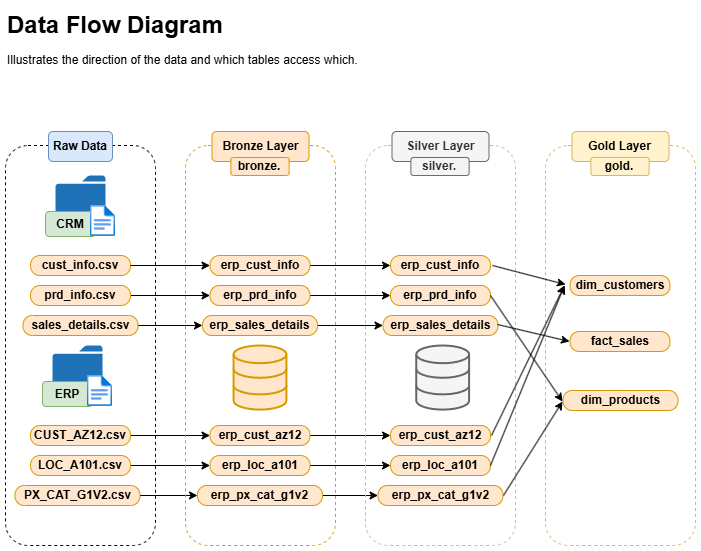 Data Flow Diagram
Illustrates the direction of the data and which tables access which.
Raw Data
Bronze Layer
bronze.
Silver Layer
silver.
Gold Layer
gold.
CRM
cust_info.csv
erp_cust_info
erp_cust_info
dim_customers
prd_info.csv
erp_prd_info
erp_prd_info
sales_details.csv
erp_sales_details
erp_sales_details
fact_sales
ERP
dim_products
CUST_AZ12.csv
erp_cust_az12
erp_cust_az12
LOC_A101.csv
erp_loc_a101
erp_loc_a101
PX_CAT_G1V2.csv
erp_px_cat_g1v2
erp_px_cat_g1v2